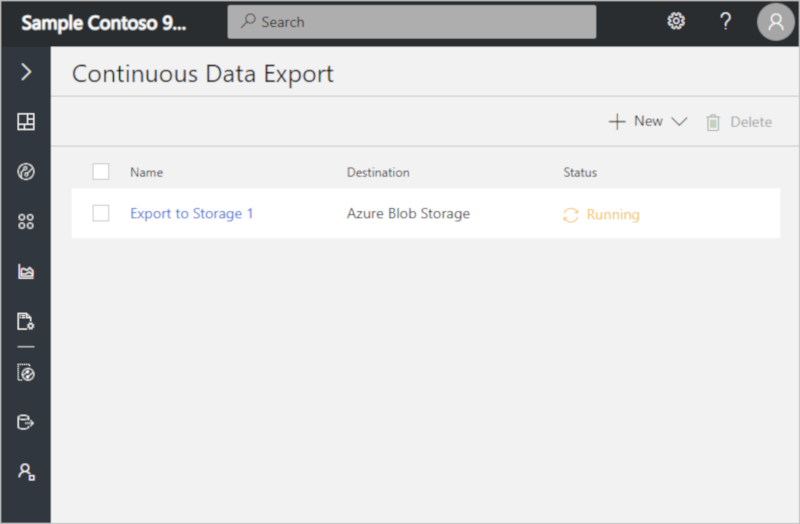 Sample Contoso 9...
Search
?
Continuous Data Export
New
Delete
Name Destination Status
Export to Storage 1 Azure Blob Storage Running